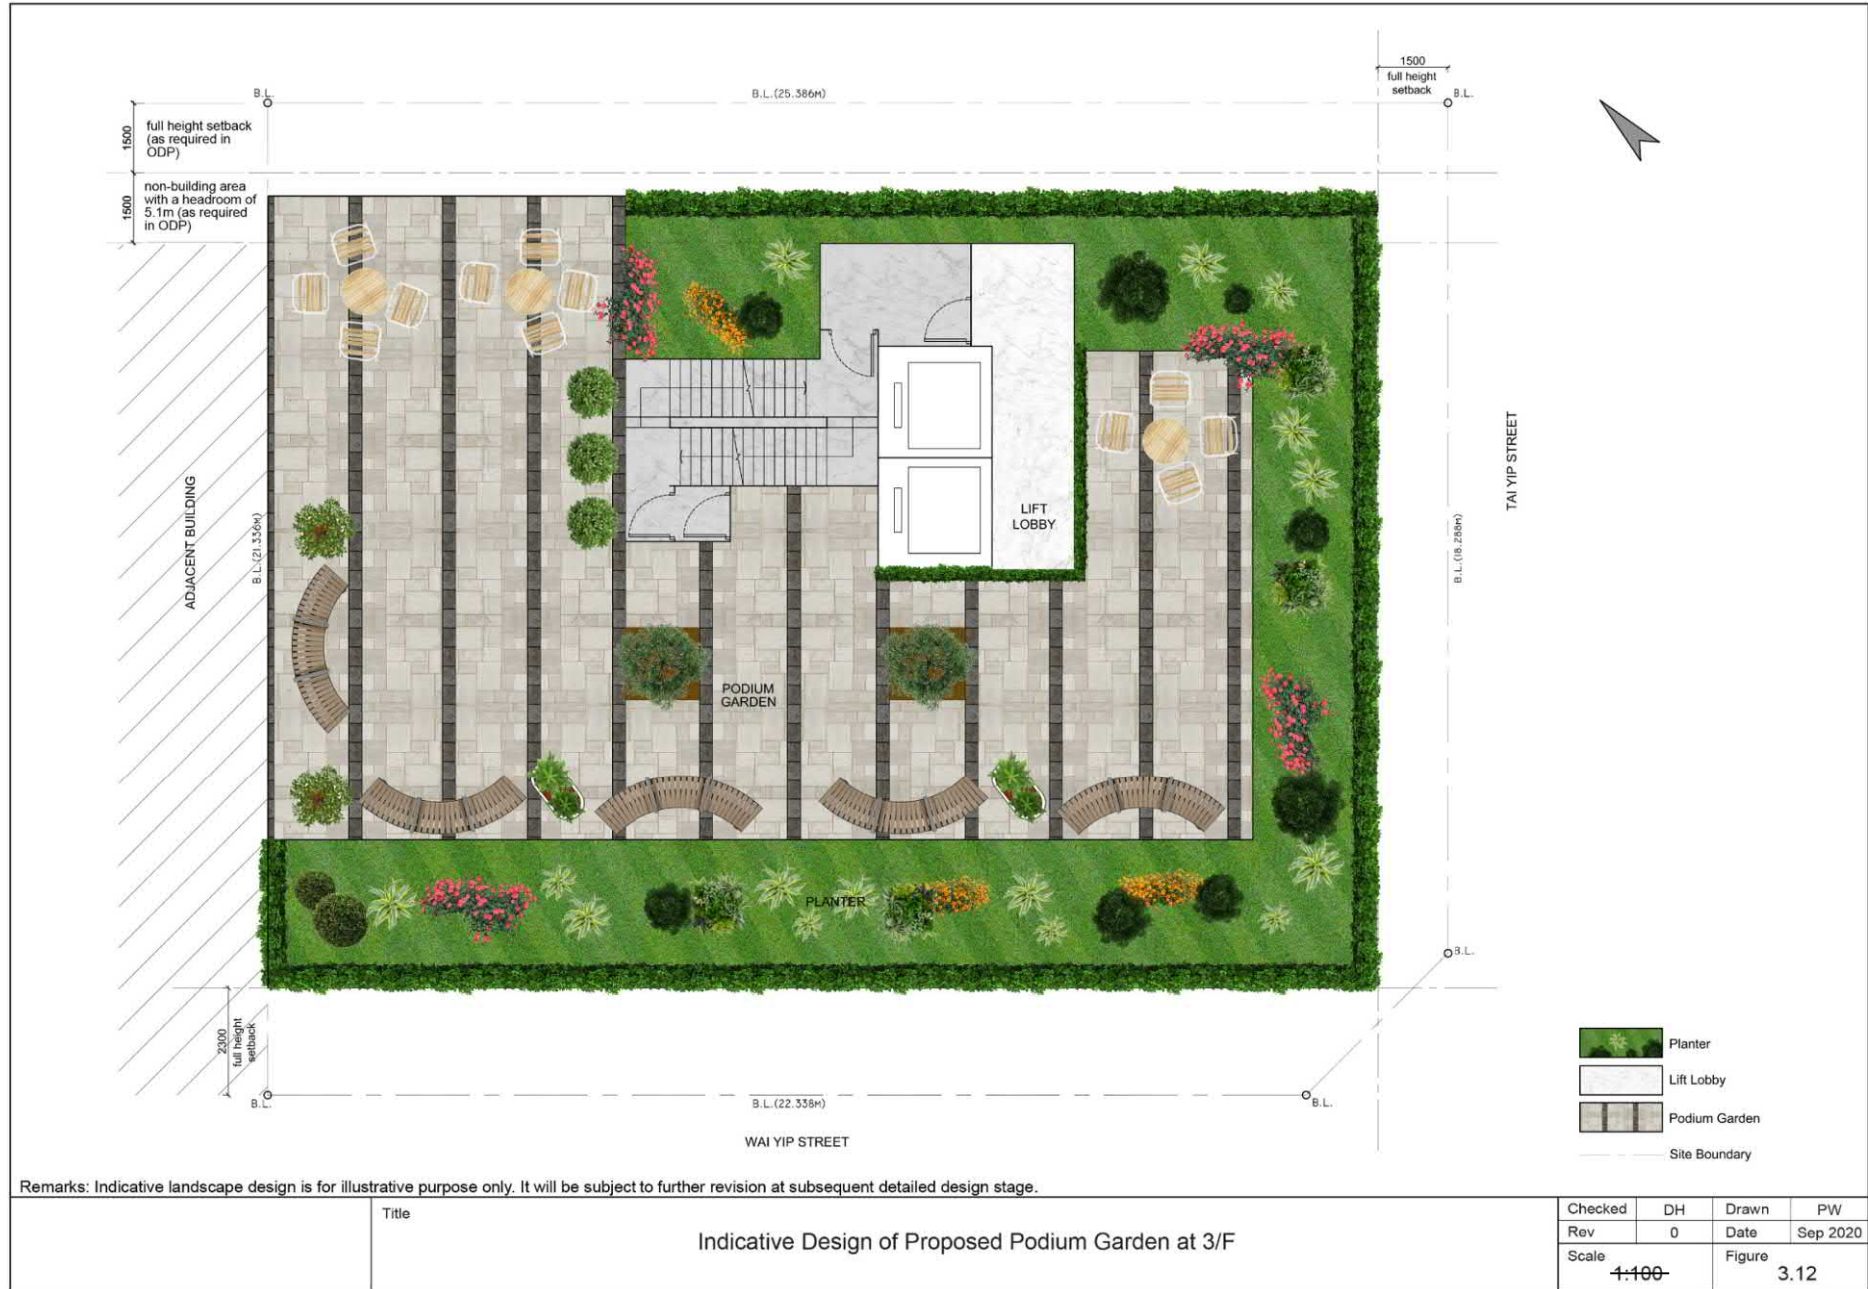 1500
full height
setback
B.L.
B.L.(25.386M)
B.L.
1500
full height setback
(as required in
ODP)
1500
non-building area
with a headroom of
5.1m (as required
in ODP)
ADJACENT BUILDING
B.L.(21.336M)
LIFT
LOBBY
TAI YIP STREET
B.L.(18.288M)
PODIUM
GARDEN
PLANTER
B.L.
2300
full height
setback
B.L.
B.L.(22.338M)
B.L.
WAI YIP STREET
Planter
Lift Lobby
Podium Garden
Site Boundary
Remarks: Indicative landscape design is for illustrative purpose only. It will be subject to further revision at subsequent detailed design stage.
Title
Indicative Design of Proposed Podium Garden at 3/F
Checked DH Drawn PW
Rev 0 Date Sep 2020
Scale 1:100 Figure 3.12